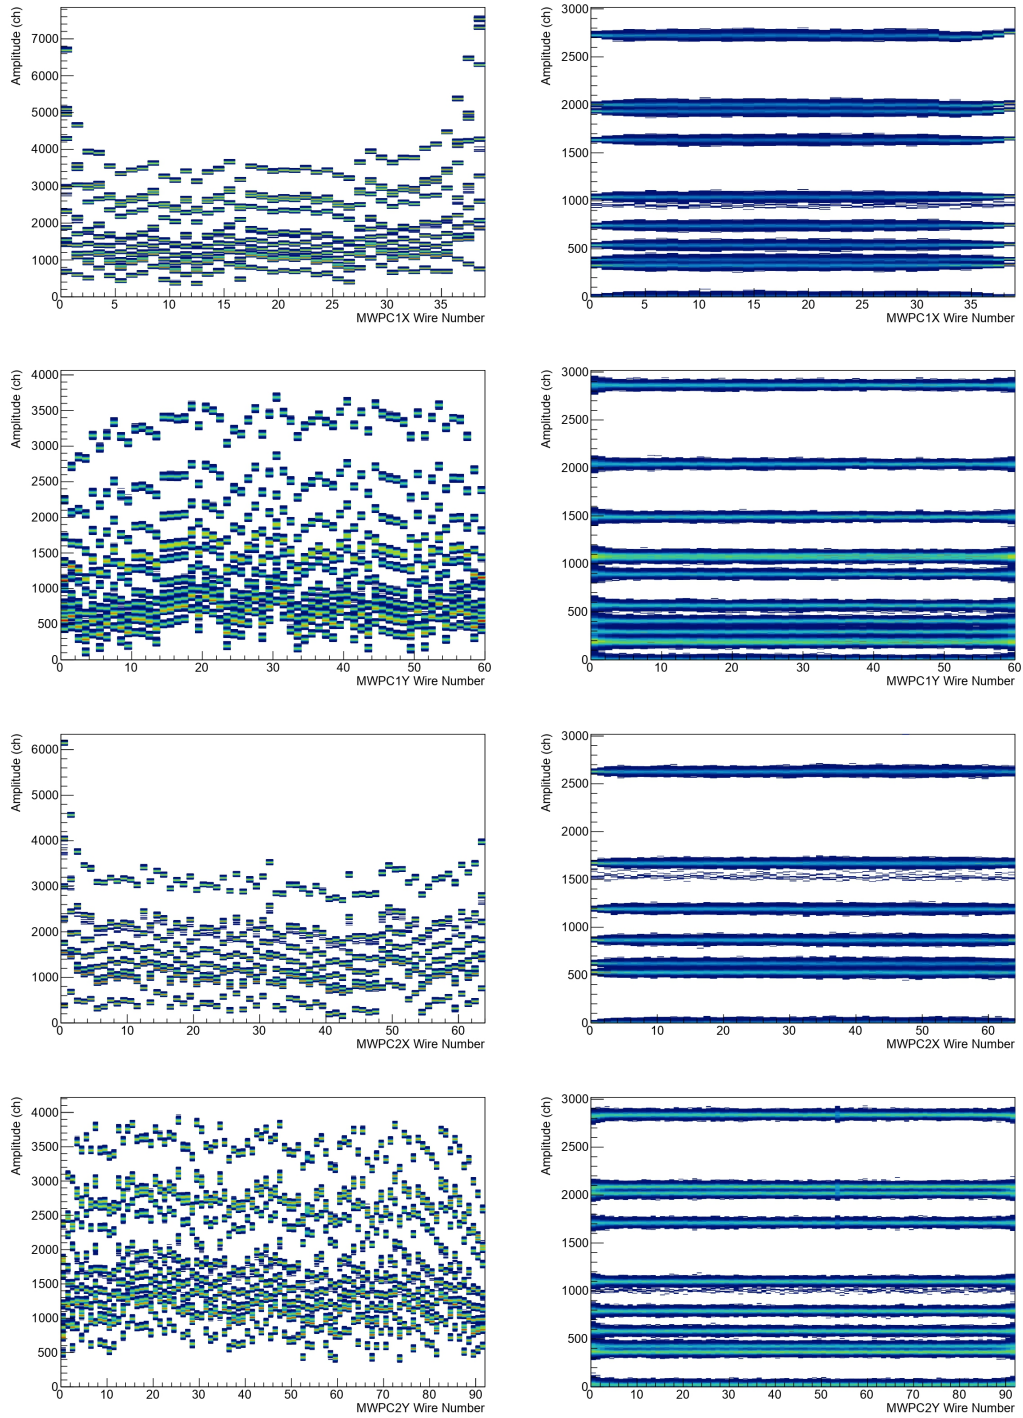 Amplitude (ch)
7000
6000
5000
4000
3000
2000
1000
0
0 5 10 15 20 25 30 35
MWPC1X Wire Number
Amplitude (ch)
3000
2500
2000
1500
1000
500
0
0 5 10 15 20 25 30 35
MWPC1X Wire Number
Amplitude (ch)
4000
3500
3000
2500
2000
1500
1000
500
0
0 10 20 30 40 50 60
MWPC1Y Wire Number
Amplitude (ch)
3000
2500
2000
1500
1000
500
0
0 10 20 30 40 50 60
MWPC1Y Wire Number
Amplitude (ch)
6000
5000
4000
3000
2000
1000
0
0 10 20 30 40 50 60
MWPC2X Wire Number
Amplitude (ch)
3000
2500
2000
1500
1000
500
0
0 10 20 30 40 50 60
MWPC2X Wire Number
Amplitude (ch)
4000
3500
3000
2500
2000
1500
1000
500
0
0 10 20 30 40 50 60 70 80 90
MWPC2Y Wire Number
Amplitude (ch)
3000
2500
2000
1500
1000
500
0
0 10 20 30 40 50 60 70 80 90
MWPC2Y Wire Number